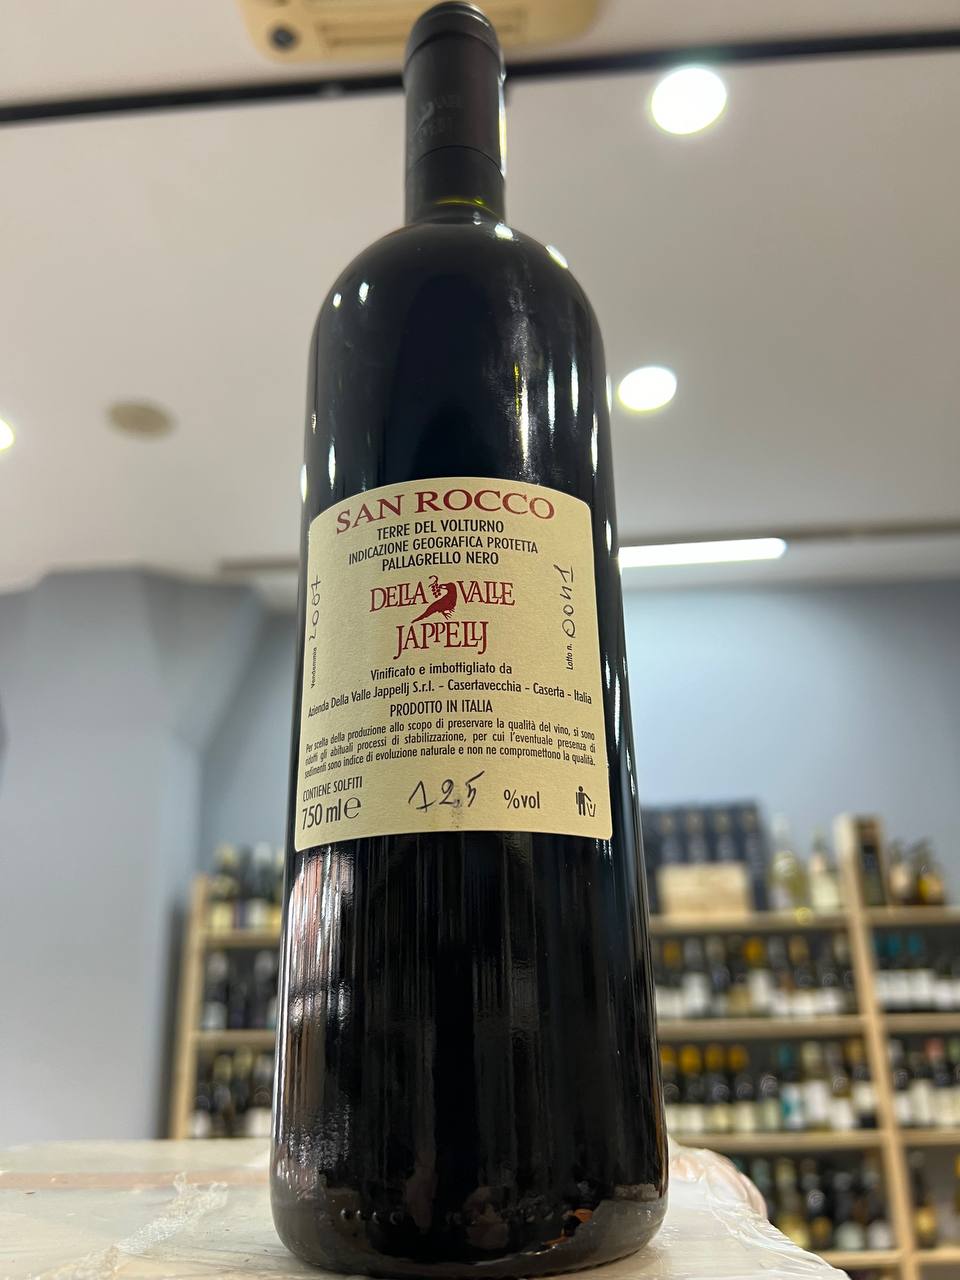 SAN ROCCO
TERRE DEL VOLTURNO
INDICAZIONE GEOGRAFICA PROTETTA
PALLAGRELLO NERO
DELLA VALLE
JAPPELLJ
Vendemmia 2007
Lotto n. 0041
Vinificato e imbottigliato da
Azienda Della Valle Jappellj S.r.l. - Casertavecchia - Caserta - Italia
PRODOTTO IN ITALIA
Per scelta della produzione allo scopo di preservare la qualità del vino, si sono
ridotti gli abituali processi di stabilizzazione, per cui l'eventuale presenza di
sedimenti sono indice di evoluzione naturale e non ne compromettono la qualità.
CONTIENE SOLFITI
750 ml e 12,5 %vol